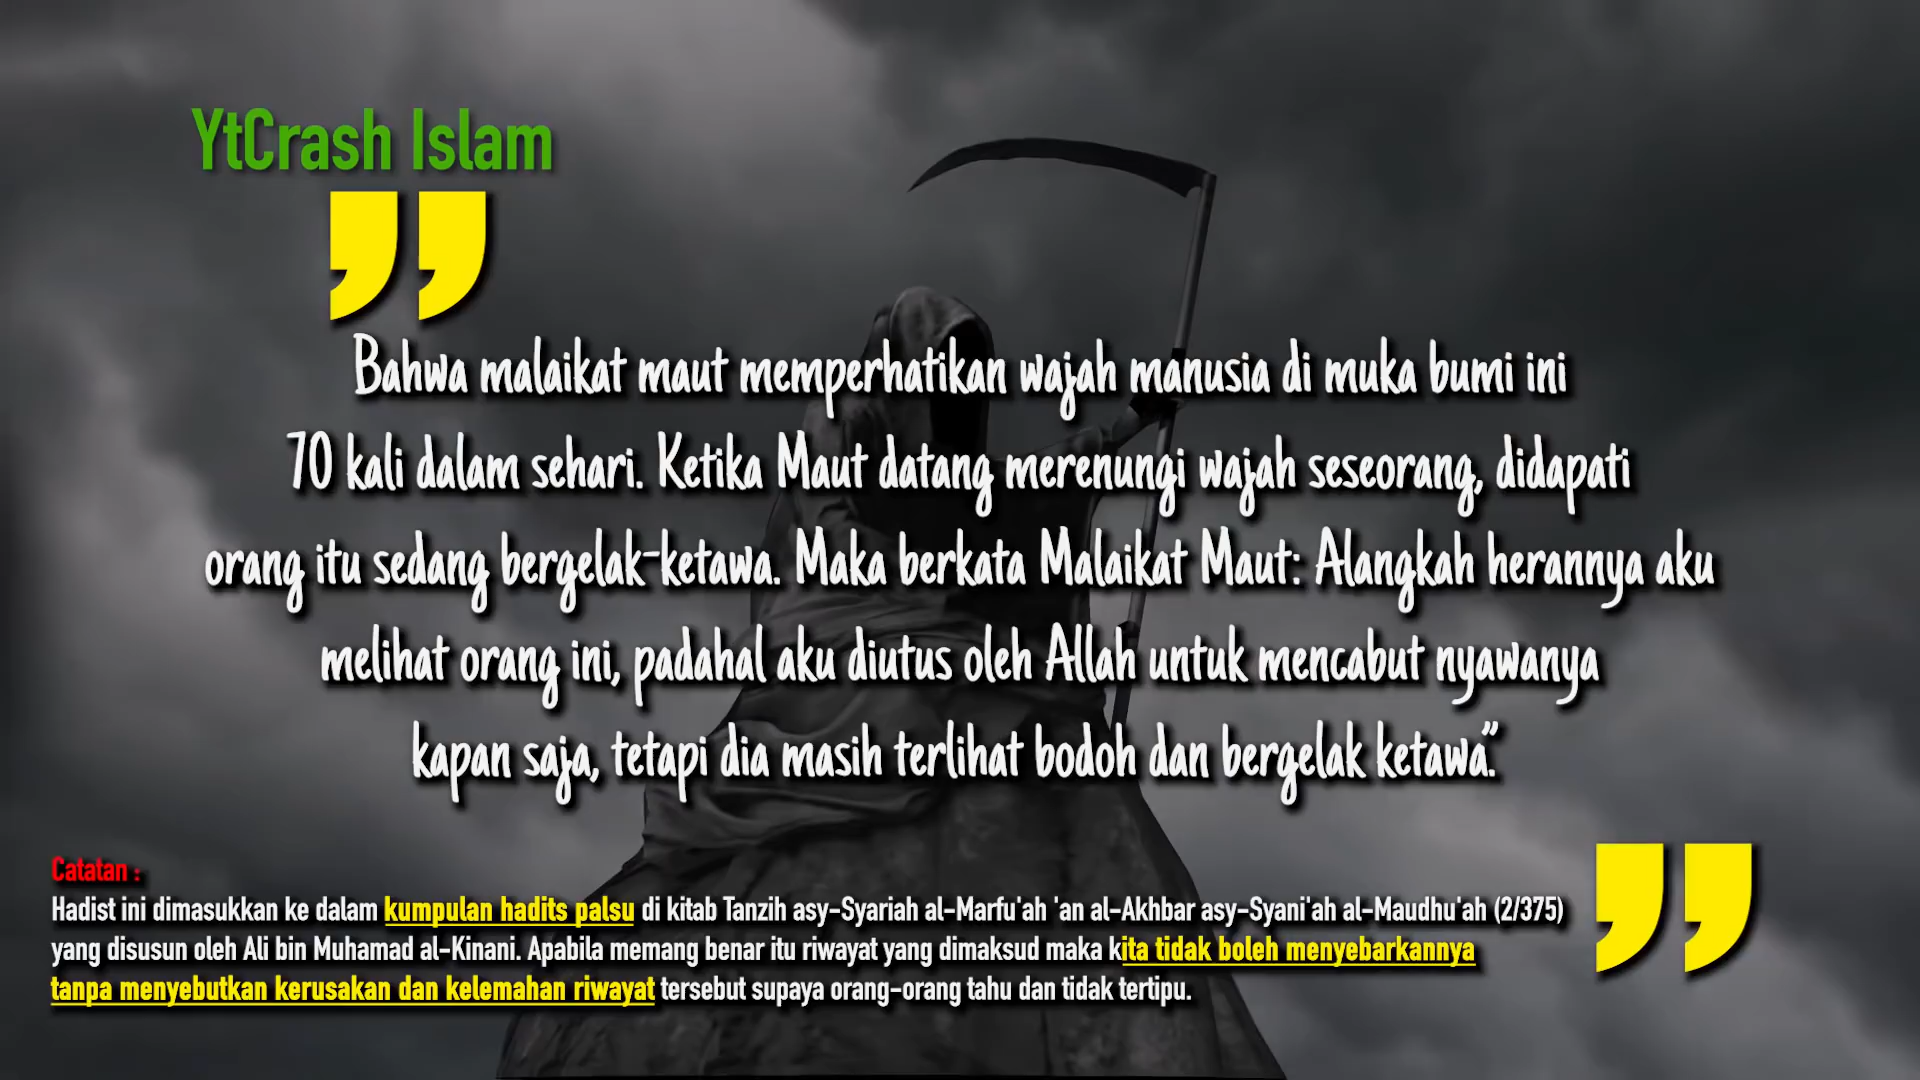 YtCrash Islam
"
Bahwa malaikat maut memperhatikan wajah manusia di muka bumi ini
70 kali dalam sehari. Ketika Maut datang merenungi wajah seseorang, didapati
orang itu sedang bergelak-ketawa. Maka berkata Malaikat Maut: Alangkah herannya aku
melihat orang ini, padahal aku diutus oleh Allah untuk mencabut nyawanya
kapan saja, tetapi dia masih terlihat bodoh dan bergelak ketawa."
"
Catatan :
Hadist ini dimasukkan ke dalam kumpulan hadits palsu di kitab Tanzih asy-Syariah al-Marfu'ah 'an al-Akhbar asy-Syani'ah al-Maudhu'ah (2/375)
yang disusun oleh Ali bin Muhamad al-Kinani. Apabila memang benar itu riwayat yang dimaksud maka kita tidak boleh menyebarkannya
tanpa menyebutkan kerusakan dan kelemahan riwayat tersebut supaya orang-orang tahu dan tidak tertipu.